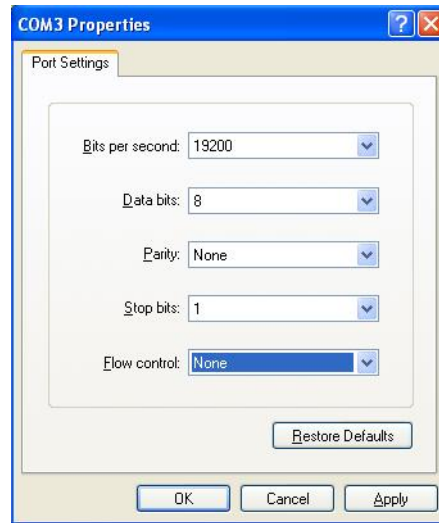 COM3 Properties
Port Settings
Bits per second: 19200
Data bits: 8
Parity: None
Stop bits: 1
Flow control: None
Restore Defaults
OK Cancel Apply